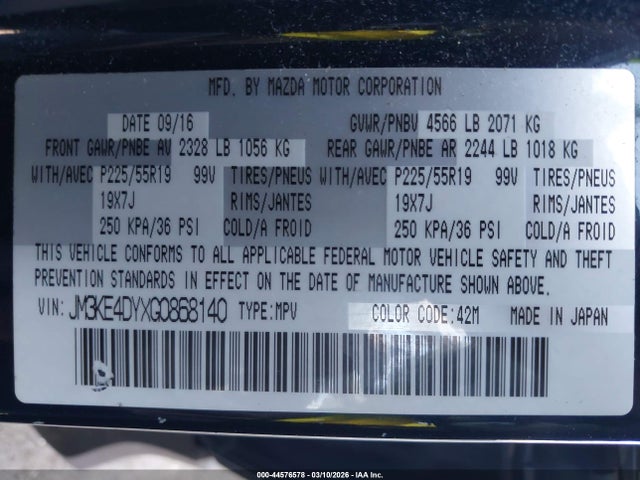 MFD. BY MAZDA MOTOR CORPORATION
DATE 09/16 GVWR/PNBV 4566 LB 2071 KG
FRONT GAWR/PNBE AV 2328 LB 1056 KG REAR GAWR/PNBE AR 2244 LB 1018 KG
WITH/AVEC P225/55R19 99V TIRES/PNEUS WITH/AVEC P225/55R19 99V TIRES/PNEUS
19X7J RIMS/JANTES 19X7J RIMS/JANTES
250 KPA/36 PSI COLD/A FROID 250 KPA/36 PSI COLD/A FROID
THIS VEHICLE CONFORMS TO ALL APPLICABLE FEDERAL MOTOR VEHICLE SAFETY AND THEFT
PREVENTION STANDARDS IN EFFECT ON THE DATE OF MANUFACTURE SHOWN ABOVE.
VIN: JM3KE4DYXG0868140 TYPE:MPV COLOR CODE:42M MADE IN JAPAN
000-44576578 | 03/10/2026 | IAA Inc.